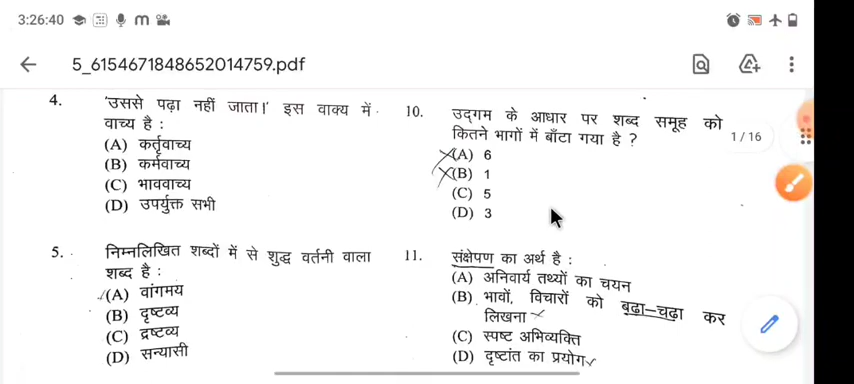 3:26:40
5_6154671848652014759.pdf
1/16
4. 'उससे पढ़ा नहीं जाता।' इस वाक्य में
वाच्य है :
(A) कर्तृवाच्य
(B) कर्मवाच्य
(C) भाववाच्य
(D) उपर्युक्त सभी
5. निम्नलिखित शब्दों में से शुद्ध वर्तनी वाला
शब्द है :
(A) वांगमय
(B) दृष्टव्य
(C) द्रष्टव्य
(D) सन्यासी
10. उद्गम के आधार पर शब्द समूह को
कितने भागों में बाँटा गया है ?
(A) 6
(B) 1
(C) 5
(D) 3
11. संक्षेपण का अर्थ है :
(A) अनिवार्य तथ्यों का चयन
(B) भावों, विचारों को बढा-चढ़ा कर
लिखना
(C) स्पष्ट अभिव्यक्ति
(D) दृष्टांत का प्रयोग